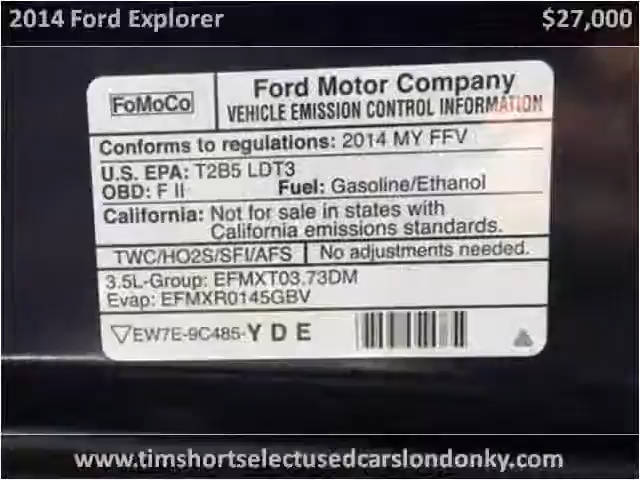 2014 Ford Explorer $27,000
FoMoCo
Ford Motor Company
VEHICLE EMISSION CONTROL INFORMATION
Conforms to regulations: 2014 MY FFV
U.S. EPA: T2B5 LDT3
OBD: F II Fuel: Gasoline/Ethanol
California: Not for sale in states with
California emissions standards.
TWC/HO2S/SFI/AFS No adjustments needed.
3.5L-Group: EFMXT03.73DM
Evap: EFMXR0145GBV
EW7E-9C485-Y D E
www.timshortselectusedcarslondonky.com